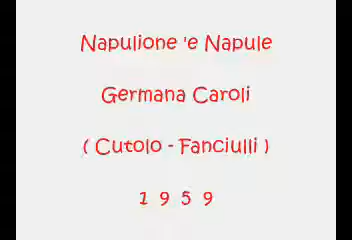 Napulione 'e Napule
Germana Caroli
( Cutolo - Fanciulli )
1 9 5 9